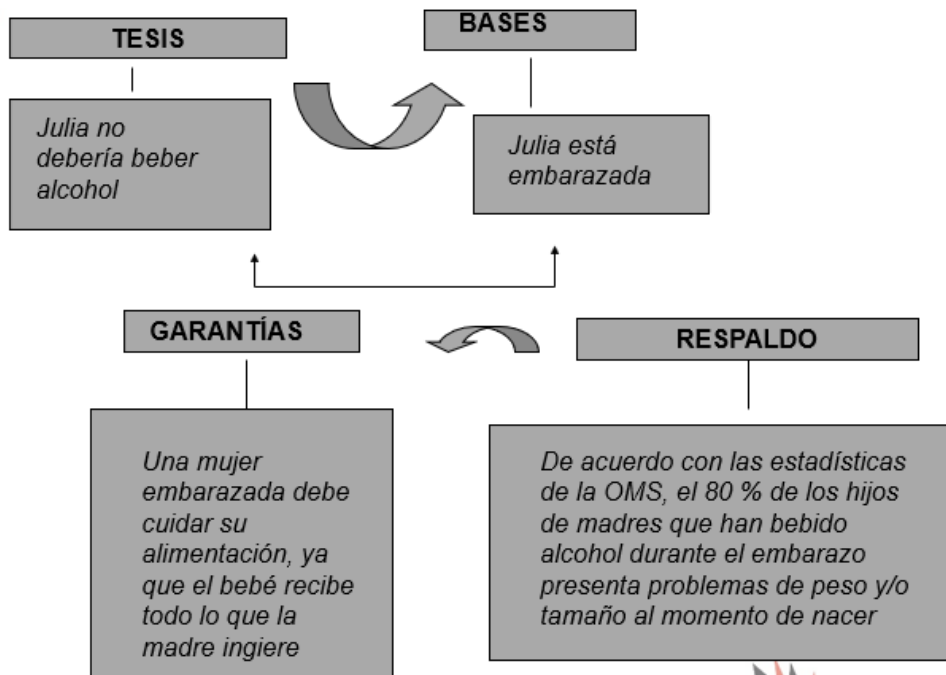 TESIS
BASES
Julia no
debería beber
alcohol
Julia está
embarazada
GARANTÍAS
RESPALDO
Una mujer
embarazada debe
cuidar su
alimentación, ya
que el bebé recibe
todo lo que la
madre ingiere
De acuerdo con las estadísticas
de la OMS, el 80 % de los hijos
de madres que han bebido
alcohol durante el embarazo
presenta problemas de peso y/o
tamaño al momento de nacer